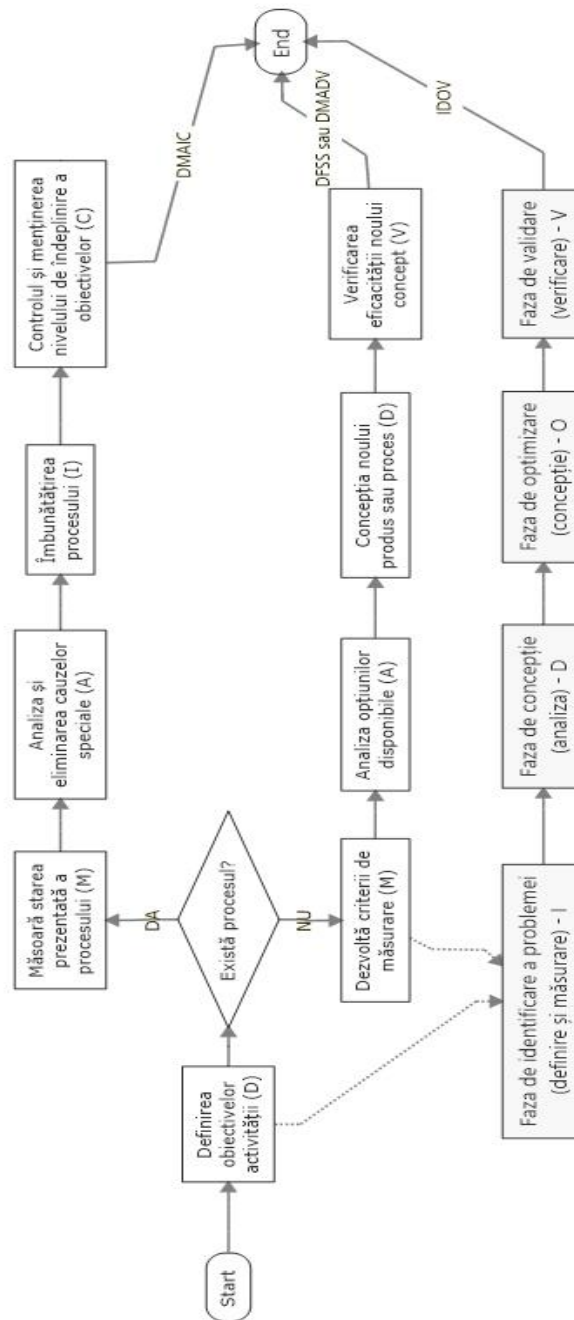 Start
Definirea
obiectivelor
activității (D)
Există procesul?
DA
NU
Măsoară starea
prezentată a
procesului (M)
Analiza și
eliminarea cauzelor
speciale (A)
Îmbunătățirea
procesului (I)
Controlul și menținerea
nivelului de îndeplinire a
obiectivelor (C)
DMAIC
Dezvoltă criterii de
măsurare (M)
Analiza opțiunilor
disponibile (A)
Concepția noului
produs sau proces (D)
Verificarea
eficacității noului
concept (V)
DFSS sau DMADV
End
Faza de identificare a problemei
(definire și măsurare) - I
Faza de concepție
(analiza) - D
Faza de optimizare
(concepție) - O
Faza de validare
(verificare) - V
IDOV